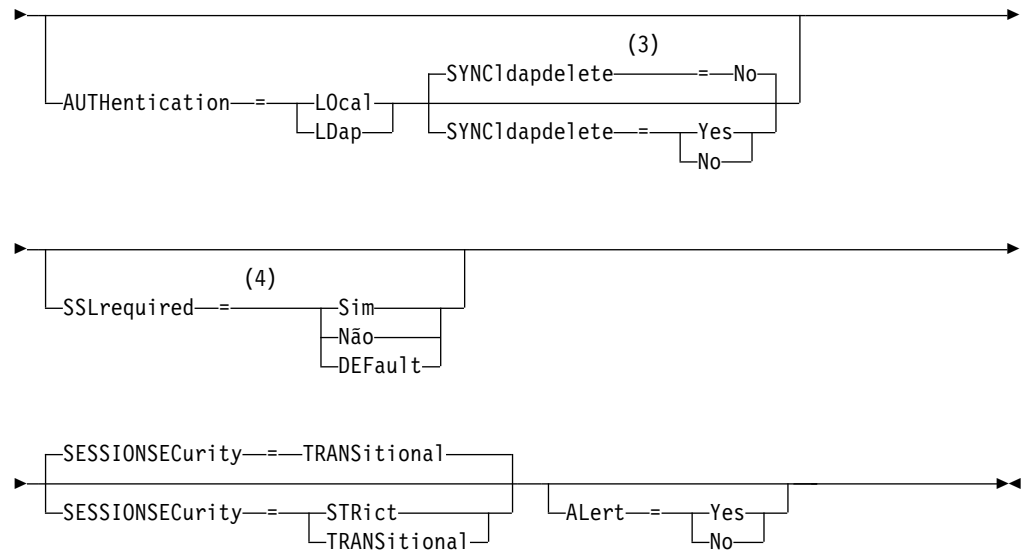 (3)
SYNCldapdelete = No
AUTHentication = LOcal SYNCldapdelete = Yes
LDap No
(4)
SSLrequired = Sim
Não
DEFault
SESSIONSECurity = TRANSitional
SESSIONSECurity = STRict ALert = Yes
TRANSitional No